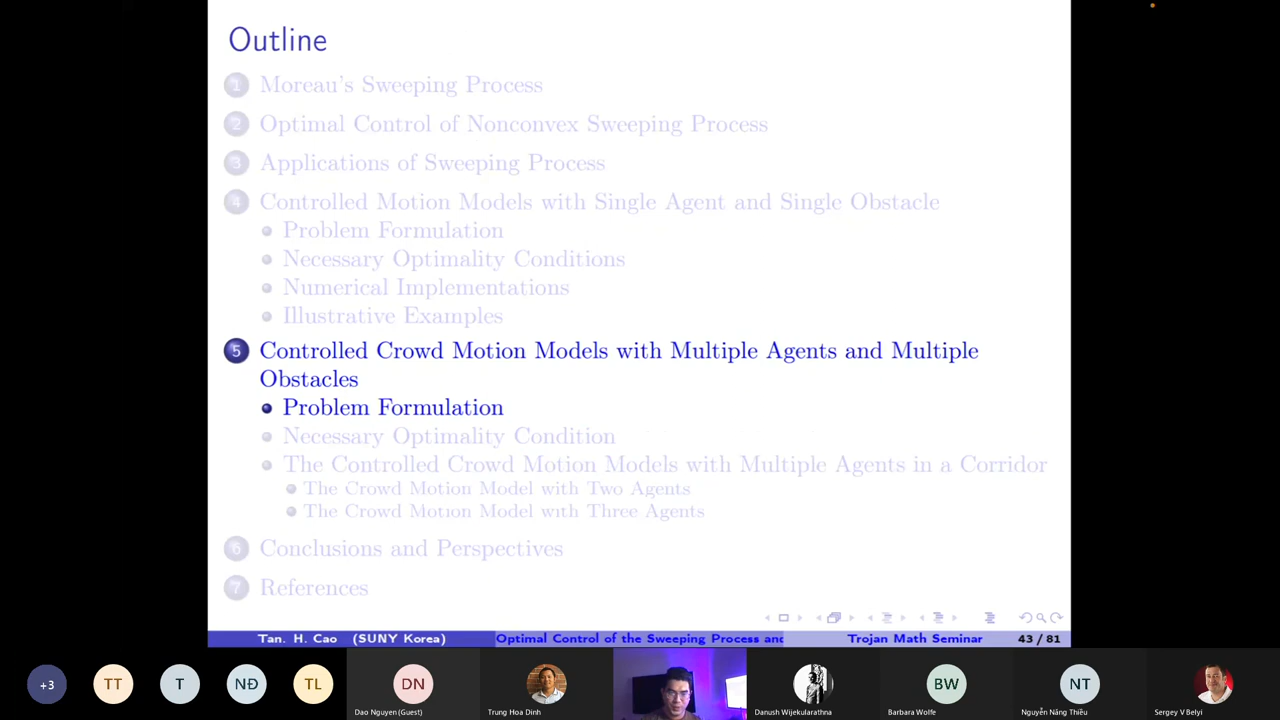 Outline
1 Moreau's Sweeping Process
2 Optimal Control of Nonconvex Sweeping Process
3 Applications of Sweeping Process
4 Controlled Motion Models with Single Agent and Single Obstacle
Problem Formulation
Necessary Optimality Conditions
Numerical Implementations
Illustrative Examples
5 Controlled Crowd Motion Models with Multiple Agents and Multiple
Obstacles
Problem Formulation
Necessary Optimality Condition
The Controlled Crowd Motion Models with Multiple Agents in a Corridor
The Crowd Motion Model with Two Agents
The Crowd Motion Model with Three Agents
6 Conclusions and Perspectives
7 References
Tan. H. Cao (SUNY Korea) Optimal Control of the Sweeping Process and Trojan Math Seminar 43 / 81
+3 TT T NĐ TL DN BW NT
Dao Nguyen (Guest) Trung Hoa Dinh Danush Wijekularathna Barbara Wolfe Nguyễn Năng Thiều Sergey V Belyi